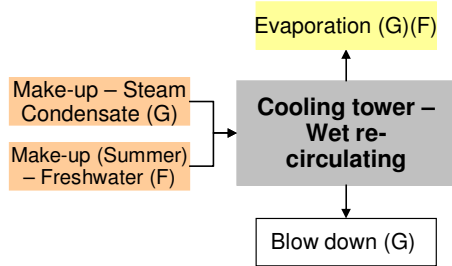 Evaporation (G)(F)
Make-up – Steam
Condensate (G)
Make-up (Summer)
– Freshwater (F)
Cooling tower –
Wet re-
circulating
Blow down (G)